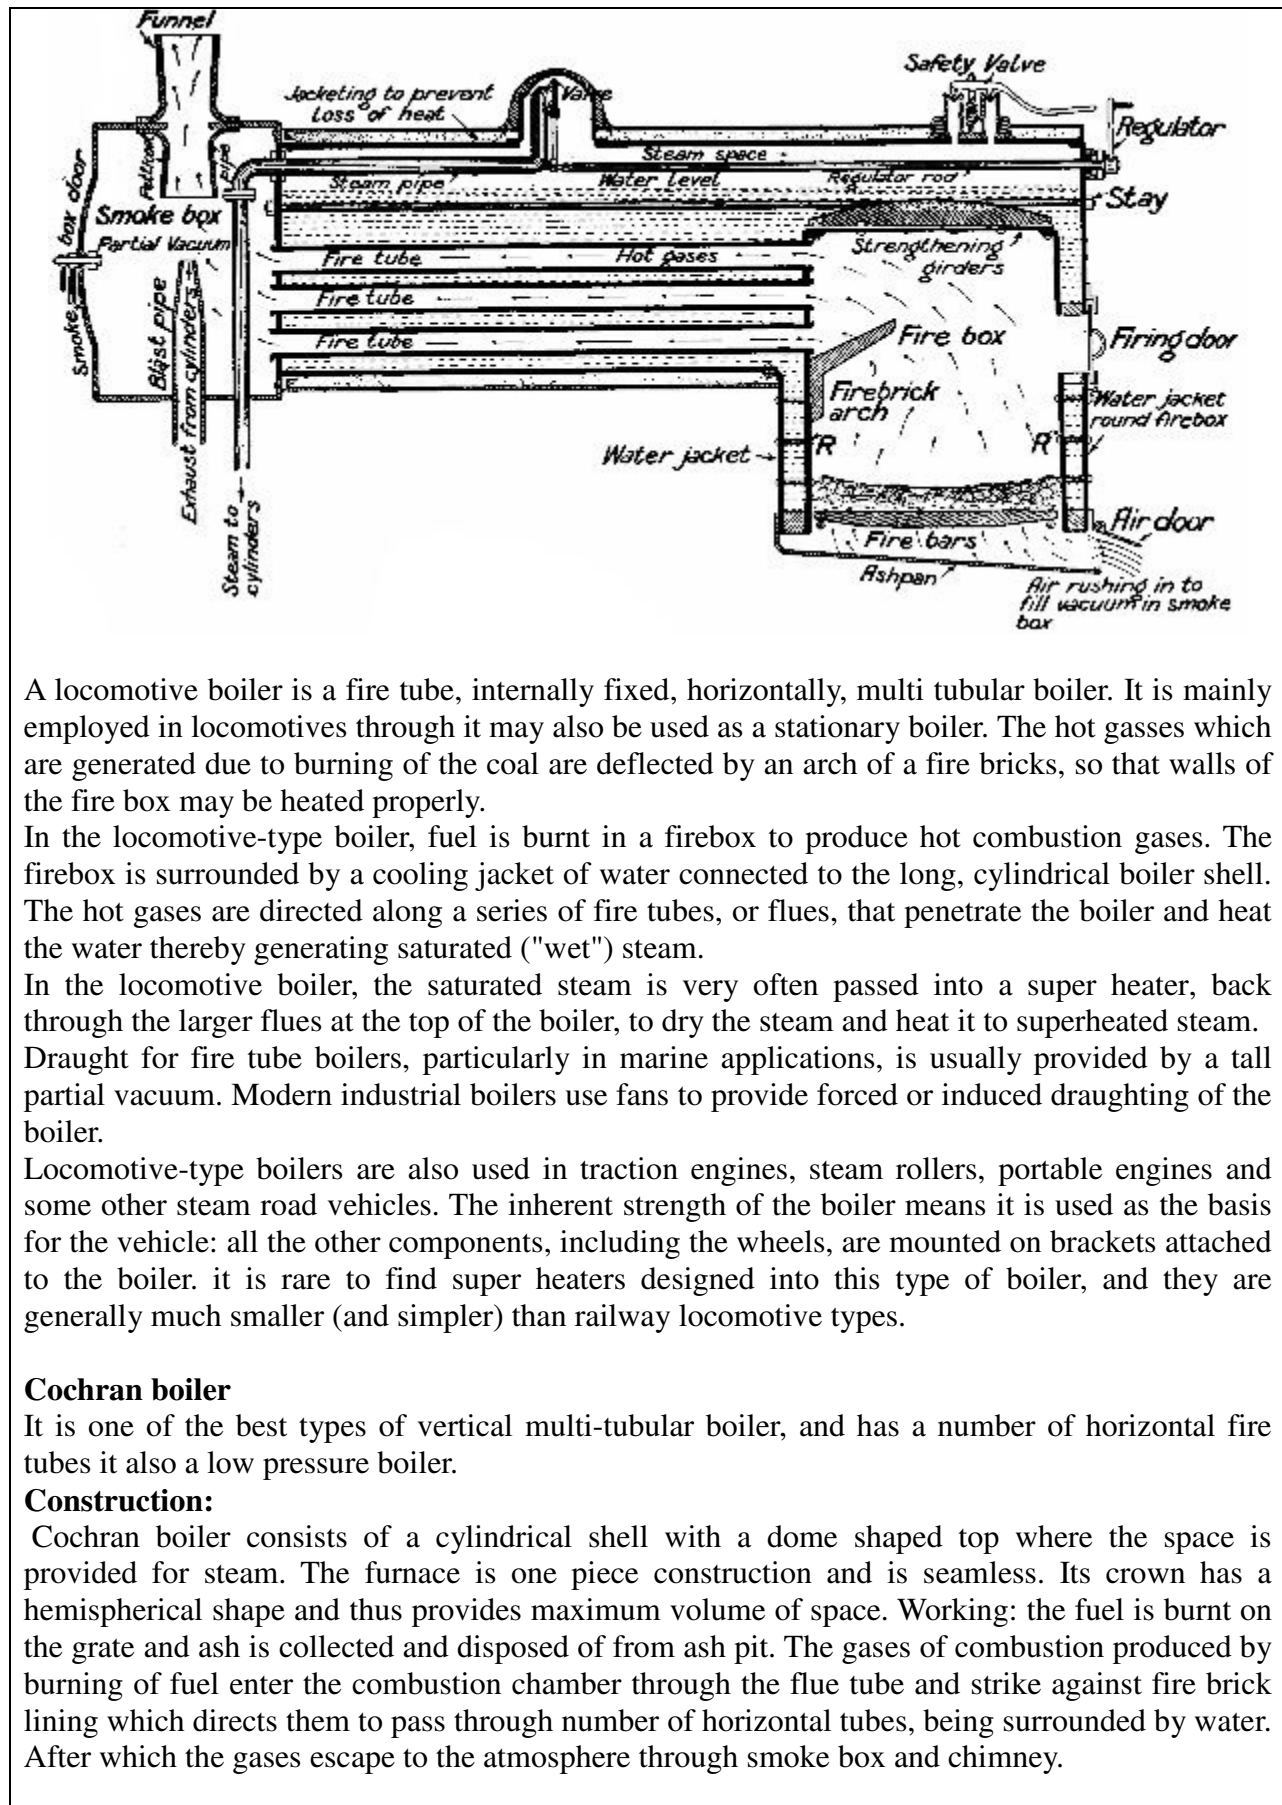 Funnel
Safety Valve
Jacketing to prevent
Loss of heat
Valve
Regulator
Steam space
Steam pipe
Water level
Regulator rod
Stay
Petticoat
pipe
Smoke box door
Smoke box
Partial Vacuum
Strengthening
girders
Fire tube
Hot gases
Fire tube
Fire tube
Blast pipe
Exhaust from cylinders
Fire box
Firing door
Firebrick
arch
Water jacket
round firebox
R
R
Water jacket
Steam to
cylinders
Fire bars
Air door
Ashpan
Air rushing in to
fill vacuum in smoke
box
A locomotive boiler is a fire tube, internally fixed, horizontally, multi tubular boiler. It is mainly
employed in locomotives through it may also be used as a stationary boiler. The hot gasses which
are generated due to burning of the coal are deflected by an arch of a fire bricks, so that walls of
the fire box may be heated properly.
In the locomotive-type boiler, fuel is burnt in a firebox to produce hot combustion gases. The
firebox is surrounded by a cooling jacket of water connected to the long, cylindrical boiler shell.
The hot gases are directed along a series of fire tubes, or flues, that penetrate the boiler and heat
the water thereby generating saturated ("wet") steam.
In the locomotive boiler, the saturated steam is very often passed into a super heater, back
through the larger flues at the top of the boiler, to dry the steam and heat it to superheated steam.
Draught for fire tube boilers, particularly in marine applications, is usually provided by a tall
partial vacuum. Modern industrial boilers use fans to provide forced or induced draughting of the
boiler.
Locomotive-type boilers are also used in traction engines, steam rollers, portable engines and
some other steam road vehicles. The inherent strength of the boiler means it is used as the basis
for the vehicle: all the other components, including the wheels, are mounted on brackets attached
to the boiler. it is rare to find super heaters designed into this type of boiler, and they are
generally much smaller (and simpler) than railway locomotive types.
Cochran boiler
It is one of the best types of vertical multi-tubular boiler, and has a number of horizontal fire
tubes it also a low pressure boiler.
Construction:
Cochran boiler consists of a cylindrical shell with a dome shaped top where the space is
provided for steam. The furnace is one piece construction and is seamless. Its crown has a
hemispherical shape and thus provides maximum volume of space. Working: the fuel is burnt on
the grate and ash is collected and disposed of from ash pit. The gases of combustion produced by
burning of fuel enter the combustion chamber through the flue tube and strike against fire brick
lining which directs them to pass through number of horizontal tubes, being surrounded by water.
After which the gases escape to the atmosphere through smoke box and chimney.